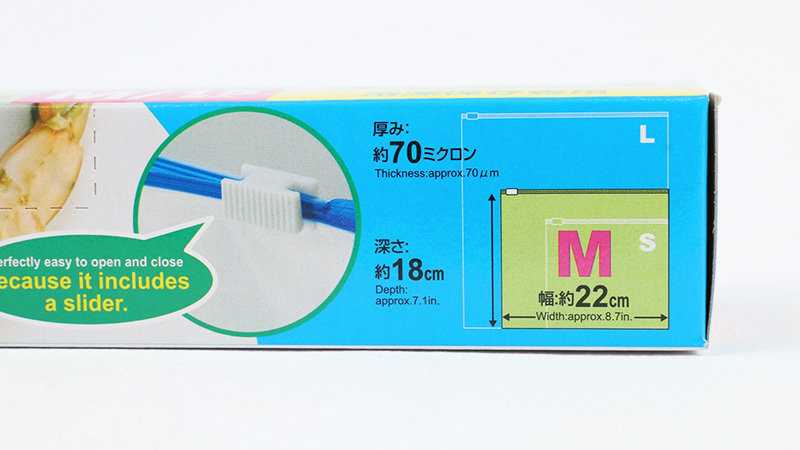 厚み:
約70ミクロン
Thickness:approx.70μm
深さ:
約18cm
Depth:
approx.7.1in.
L
S
M
幅:約22cm
Width:approx.8.7in.
erfectly easy to open and close
ecause it includes
a slider.